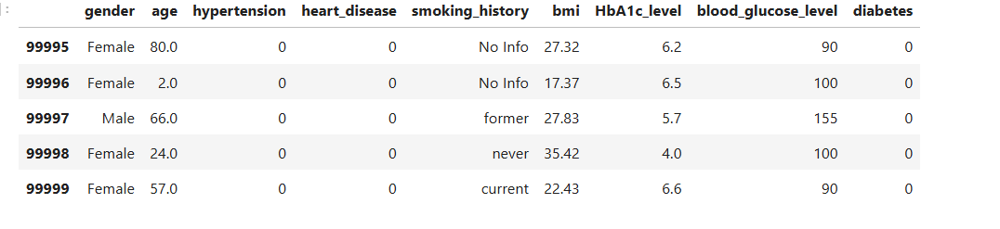 : gender age hypertension heart_disease smoking_history bmi HbA1c_level blood_glucose_level diabetes
99995 Female 80.0 0 0 No Info 27.32 6.2 90 0
99996 Female 2.0 0 0 No Info 17.37 6.5 100 0
99997 Male 66.0 0 0 former 27.83 5.7 155 0
99998 Female 24.0 0 0 never 35.42 4.0 100 0
99999 Female 57.0 0 0 current 22.43 6.6 90 0